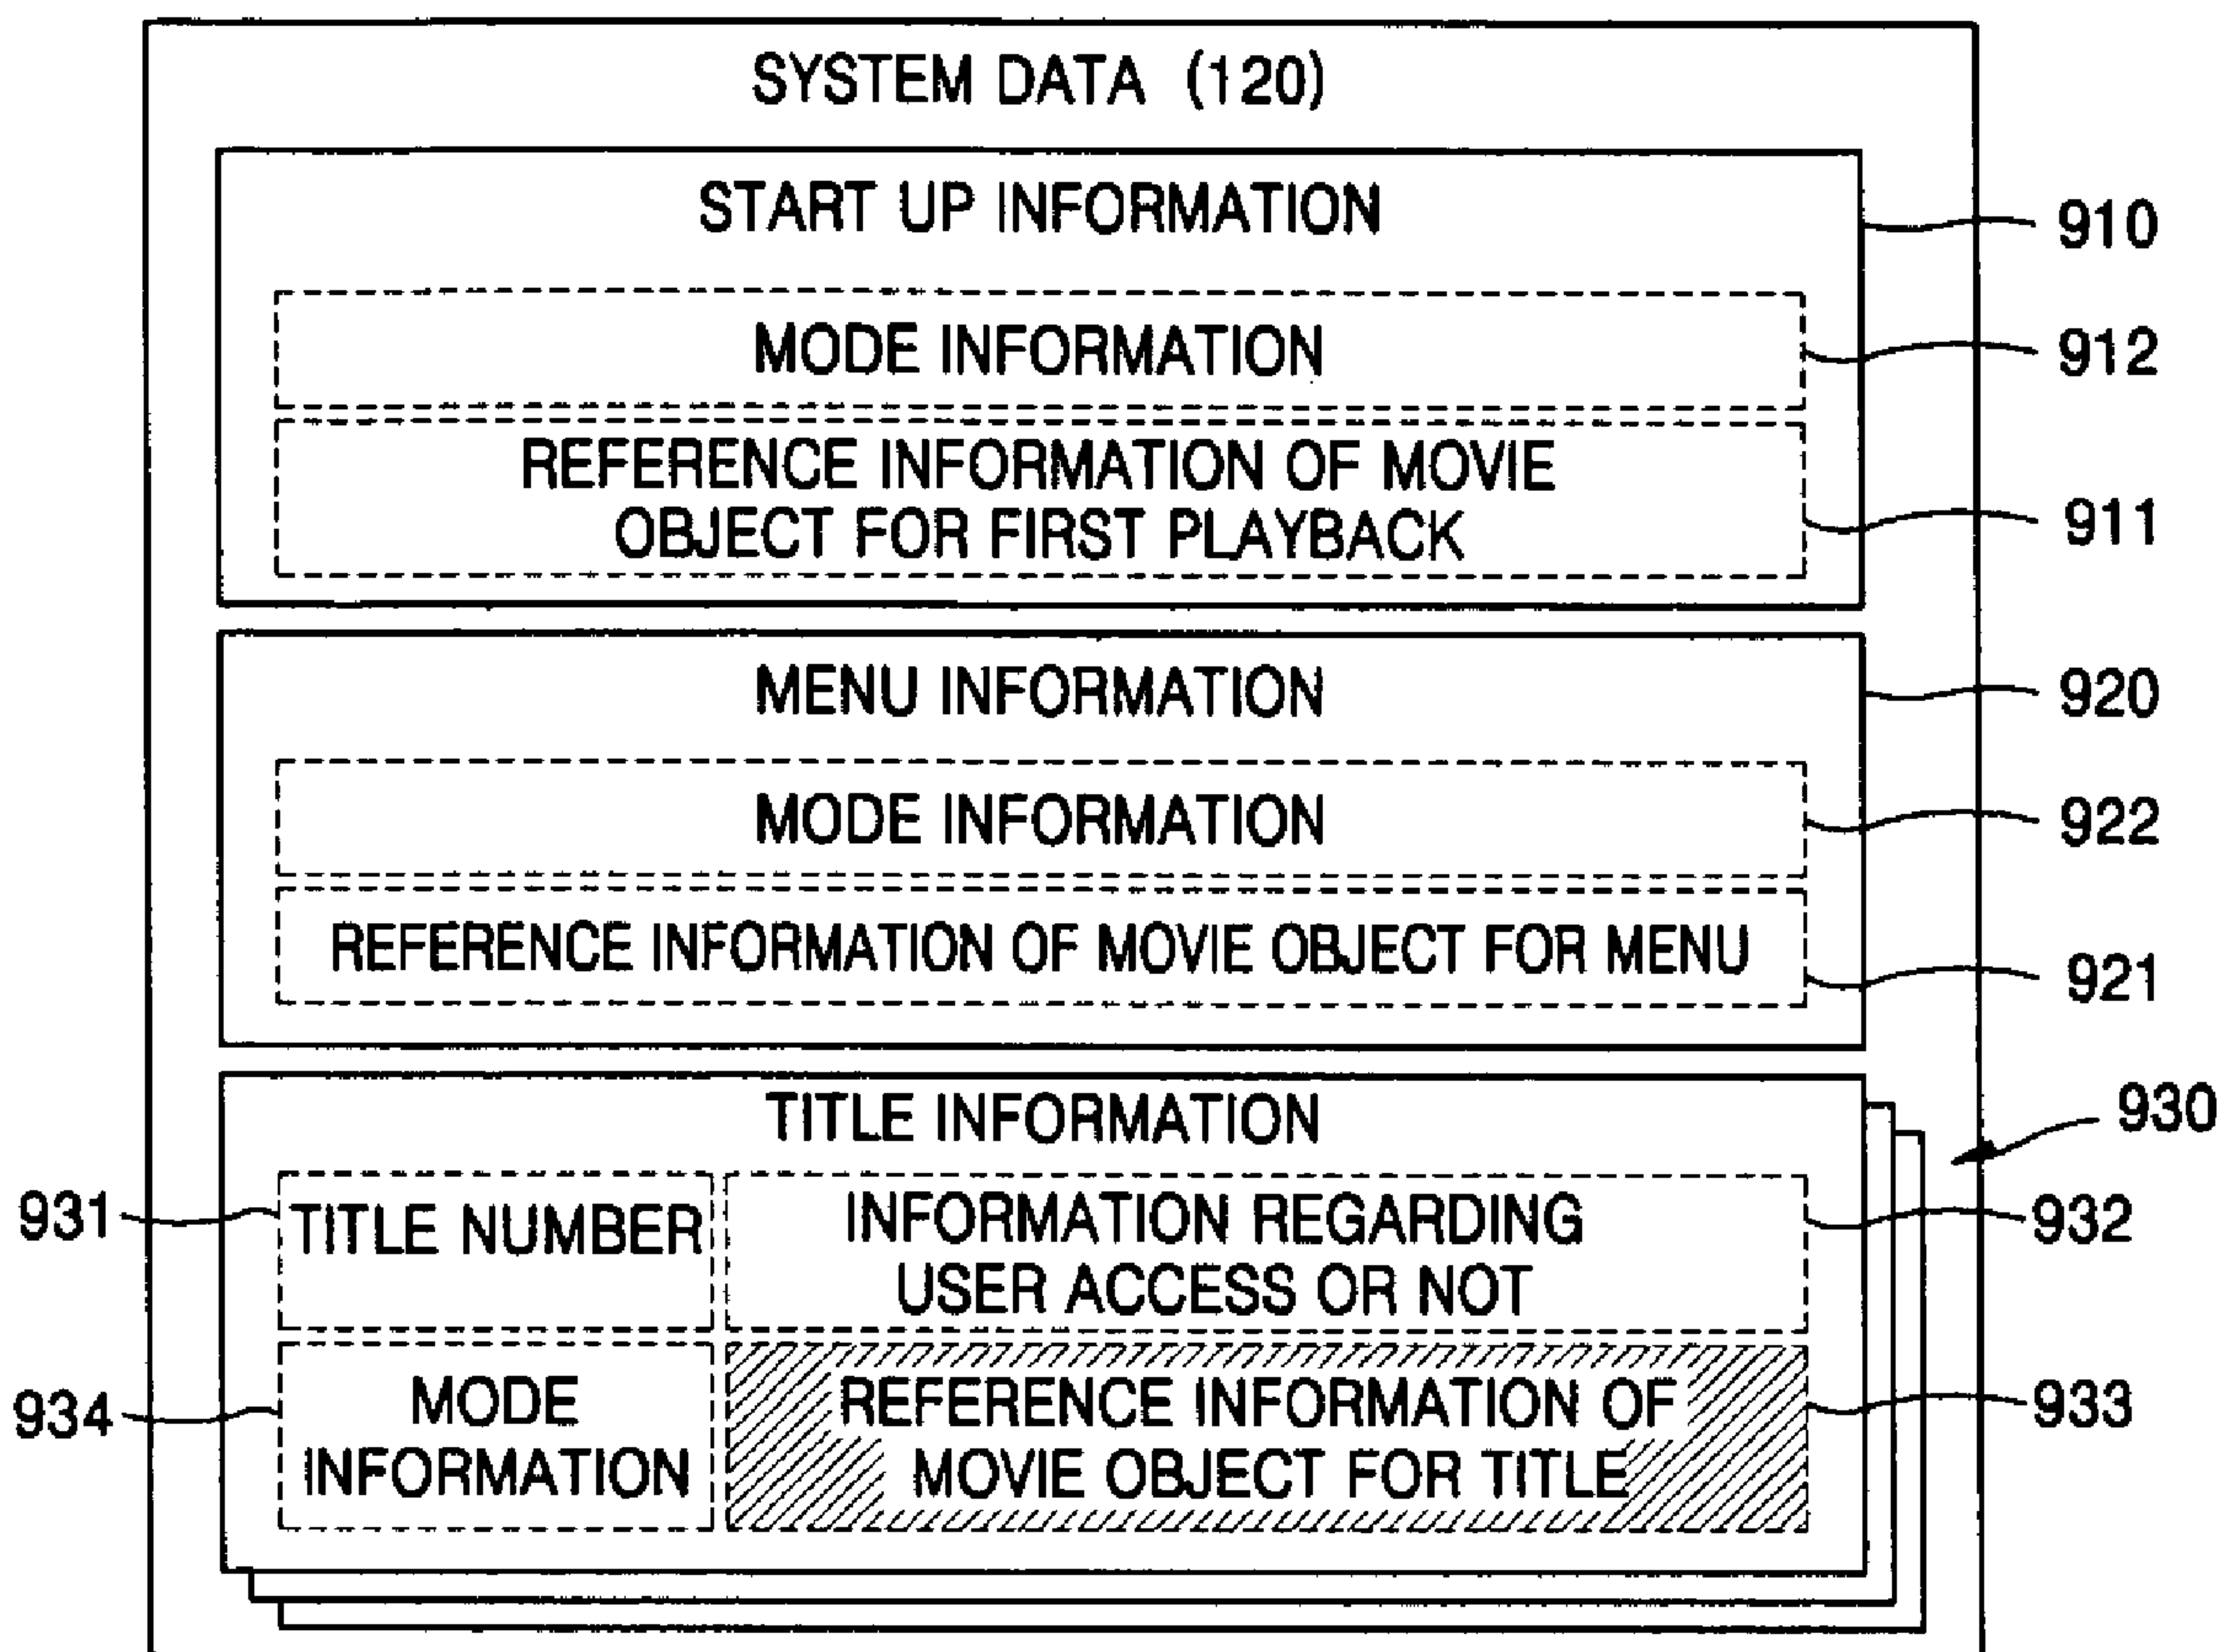 SYSTEM DATA (120)
START UP INFORMATION
910
MODE INFORMATION
912
REFERENCE INFORMATION OF MOVIE
OBJECT FOR FIRST PLAYBACK
911
MENU INFORMATION
920
MODE INFORMATION
922
REFERENCE INFORMATION OF MOVIE OBJECT FOR MENU
921
TITLE INFORMATION
930
931
TITLE NUMBER
INFORMATION REGARDING
USER ACCESS OR NOT
932
934
MODE
INFORMATION
REFERENCE INFORMATION OF
MOVIE OBJECT FOR TITLE
933